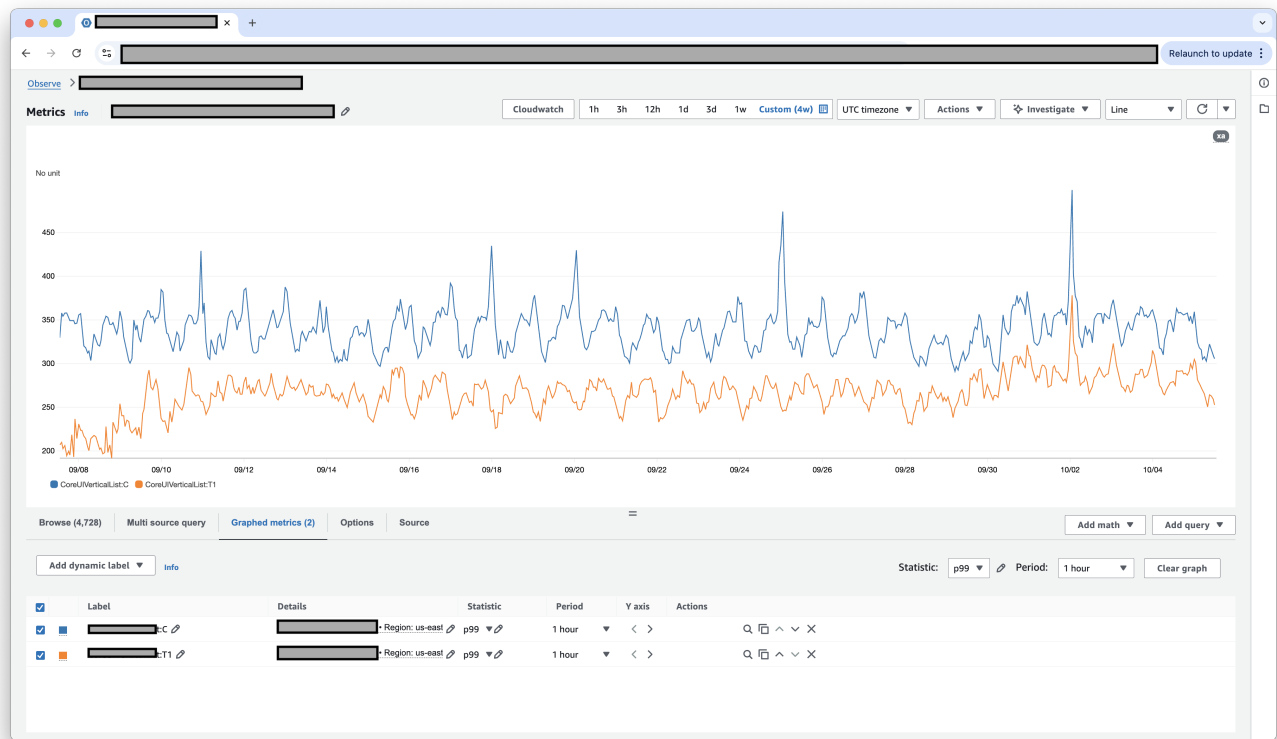 Relaunch to update
Observe >
Metrics Info
Cloudwatch 1h 3h 12h 1d 3d 1w Custom (4w) UTC timezone Actions Investigate Line
xa
No unit
450
400
350
300
250
200
09/08 09/10 09/12 09/14 09/16 09/18 09/20 09/22 09/24 09/26 09/28 09/30 10/02 10/04
CoreUIVerticalList:C CoreUIVerticalList:T1
Browse (4,728) Multi source query Graphed metrics (2) Options Source Add math Add query
Add dynamic label Info Statistic: p99 Period: 1 hour Clear graph
Label Details Statistic Period Y axis Actions
t:C • Region: us-east p99 1 hour
t:T1 • Region: us-east p99 1 hour